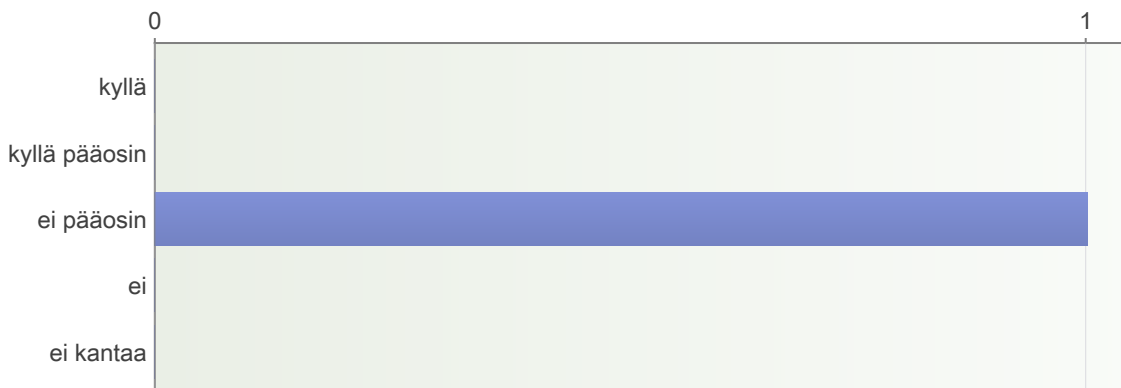 0 1
kyllä
kyllä pääosin
ei pääosin
ei
ei kantaa